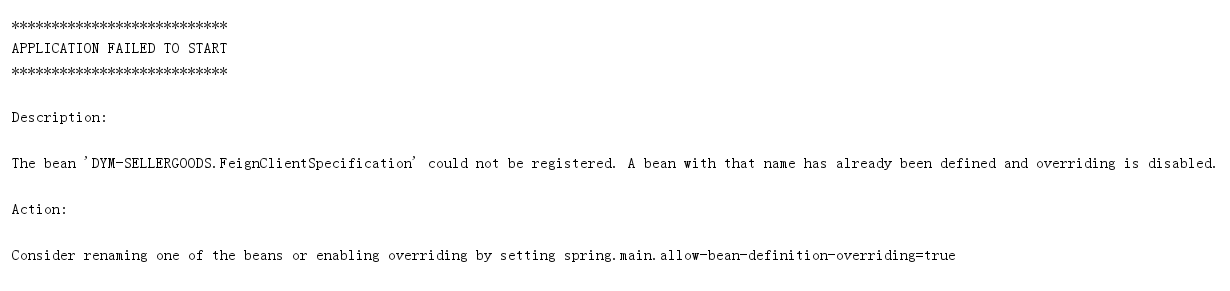 ***************************
APPLICATION FAILED TO START
***************************
Description:
The bean 'DYM-SELLERGOODS.FeignClientSpecification' could not be registered. A bean with that name has already been defined and overriding is disabled.
Action:
Consider renaming one of the beans or enabling overriding by setting spring.main.allow-bean-definition-overriding=true